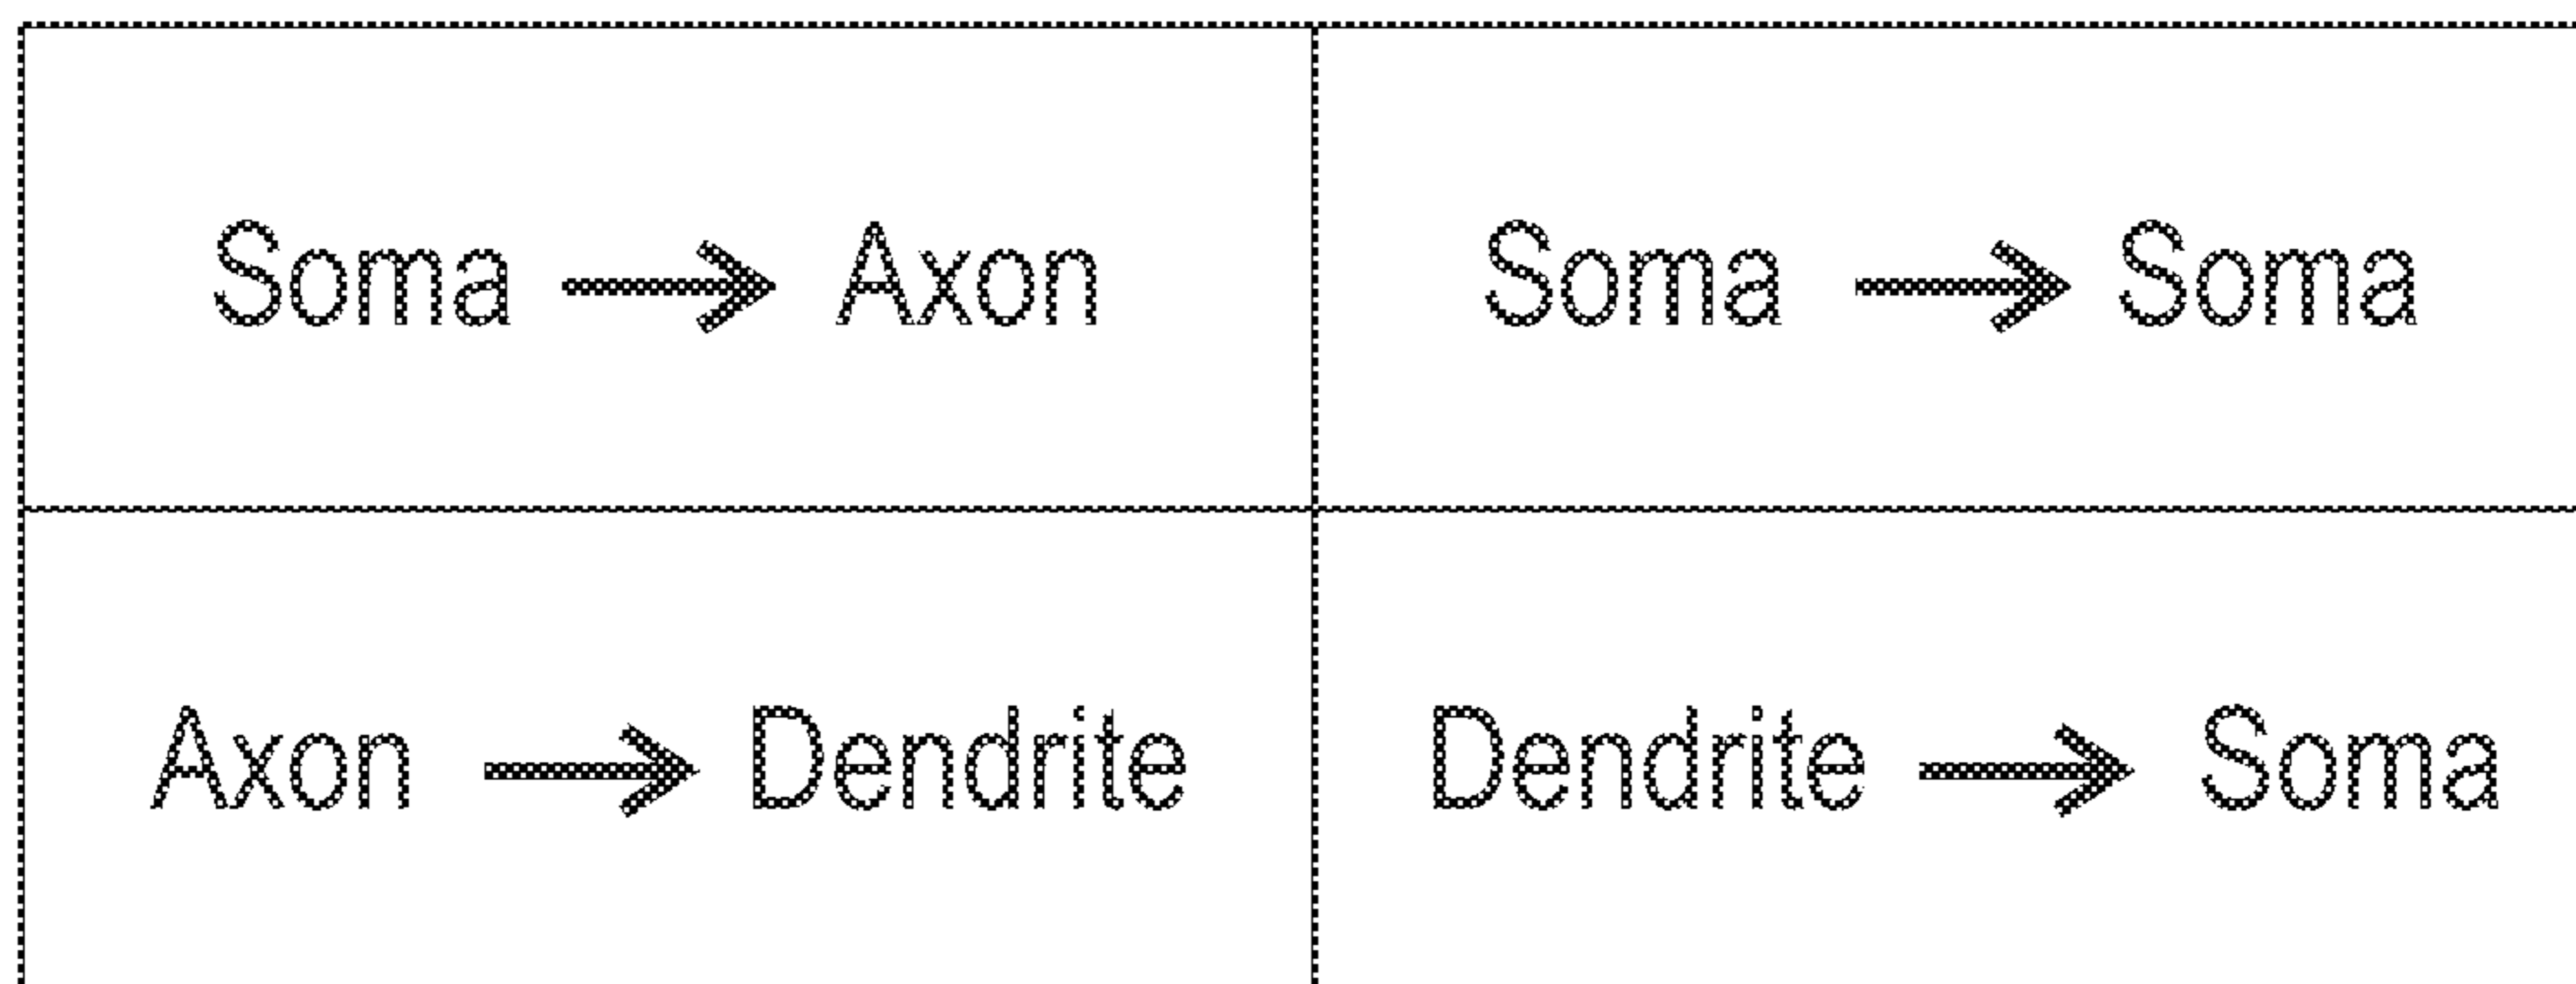 Soma → Axon
Soma → Soma
Axon → Dendrite
Dendrite → Soma